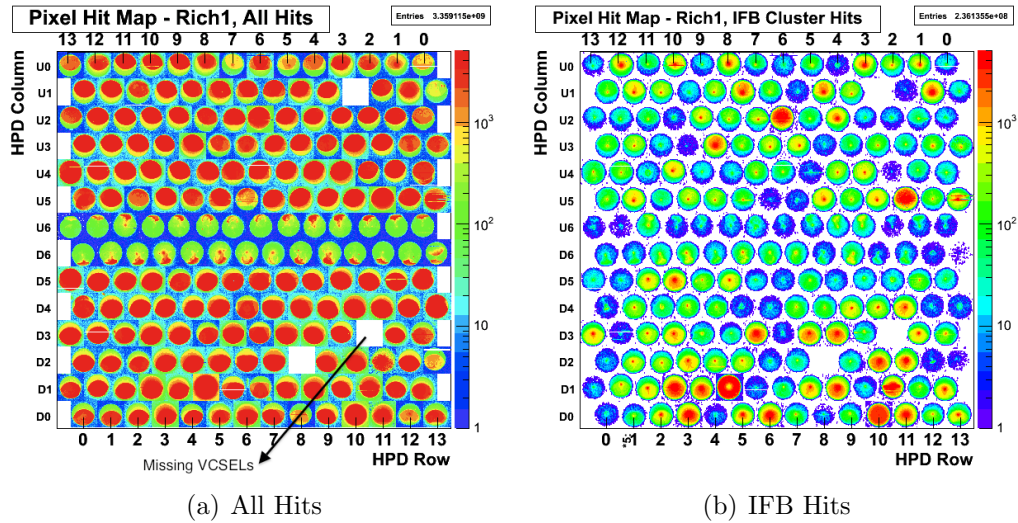 Pixel Hit Map - Rich1, All Hits
Entries 3.359115e+09
13 12 11 10 9 8 7 6 5 4 3 2 1 0
HPD Column
U0
U1
U2
U3
U4
U5
U6
D6
D5
D4
D3
D2
D1
D0
10³
10²
10
1
0 1 2 3 4 5 6 7 8 9 10 11 12 13
Missing VCSELs
HPD Row
(a) All Hits
Pixel Hit Map - Rich1, IFB Cluster Hits
Entries 2.361355e+08
13 12 11 10 9 8 7 6 5 4 3 2 1 0
HPD Column
U0
U1
U2
U3
U4
U5
U6
D6
D5
D4
D3
D2
D1
D0
10³
10²
10
1
0 1 2 3 4 5 6 7 8 9 10 11 12 13
HPD Row
(b) IFB Hits